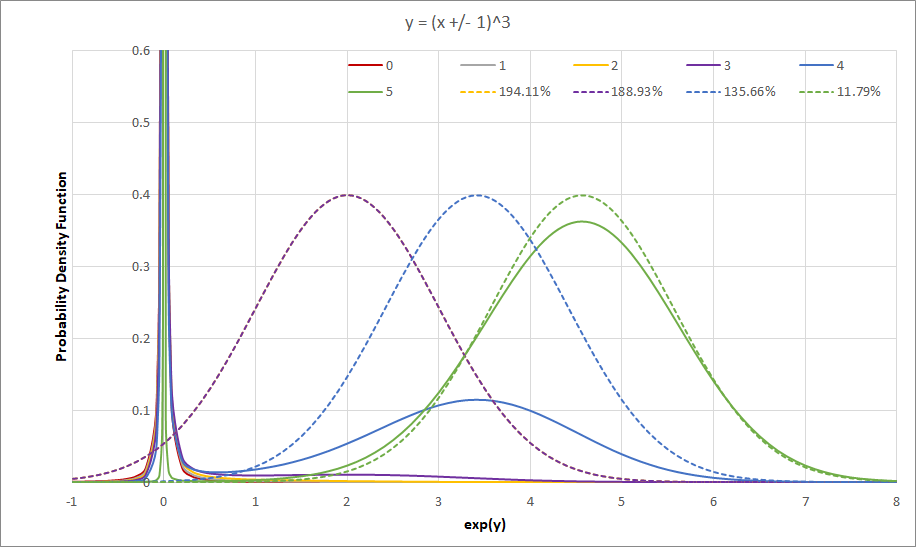 y = (x +/- 1)^3
0 1 2 3 4
5 194.11% 188.93% 135.66% 11.79%
0.6
0.5
0.4
0.3
0.2
0.1
0
Probability Density Function
-1 0 1 2 3 4 5 6 7 8
exp(y)